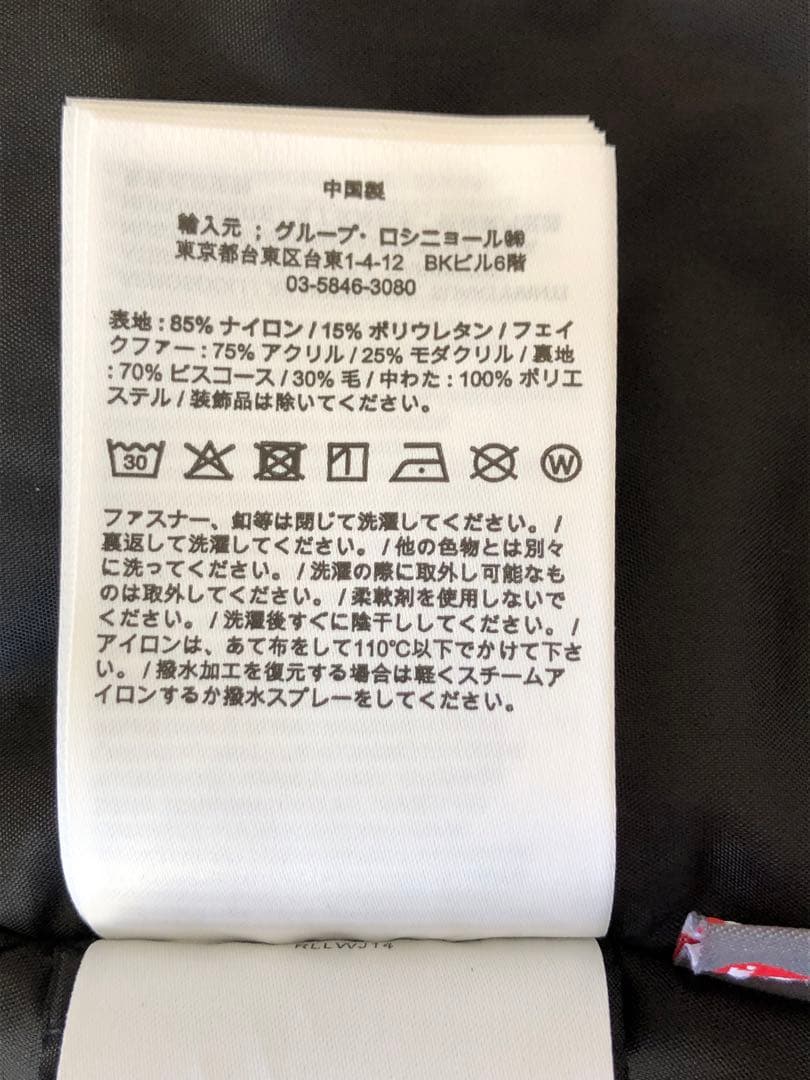 中国製
輸入元 ; グループ・ ロシニョール㈱
東京都台東区台東1-4-12 BKビル6階
03-5846-3080
表地 : 85% ナイロン / 15% ポリウレタン / フェイ
クファー : 75% アクリル / 25% モダクリル / 裏地
: 70% ビスコース / 30% 毛 / 中わた : 100% ポリエ
ステル / 装飾品は除いてください。
30 W
ファスナー、釦等は閉じて洗濯してください。 /
裏返して洗濯してください。 / 他の色物とは別々
に洗ってください。 / 洗濯の際に取外し可能なも
のは取外してください。 / 柔軟剤を使用しないで
ください。 / 洗濯後すぐに陰干ししてください。 /
アイロンは、あて布をして110℃以下でかけて下さ
い。 / 撥水加工を復元する場合は軽くスチームア
イロンするか撥水スプレーをしてください。
RLLWJ14